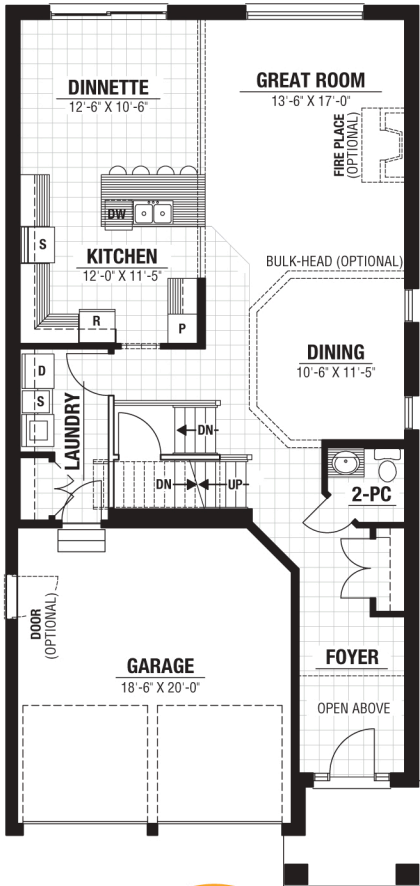 DINNETTE
12'-6" X 10'-6"
GREAT ROOM
13'-6" X 17'-0"
FIRE PLACE
(OPTIONAL)
DW
S
KITCHEN
12'-0" X 11'-5"
BULK-HEAD (OPTIONAL)
R
P
DINING
10'-6" X 11'-5"
D
S
LAUNDRY
DN
DN
UP
2-PC
DOOR
(OPTIONAL)
GARAGE
18'-6" X 20'-0"
FOYER
OPEN ABOVE